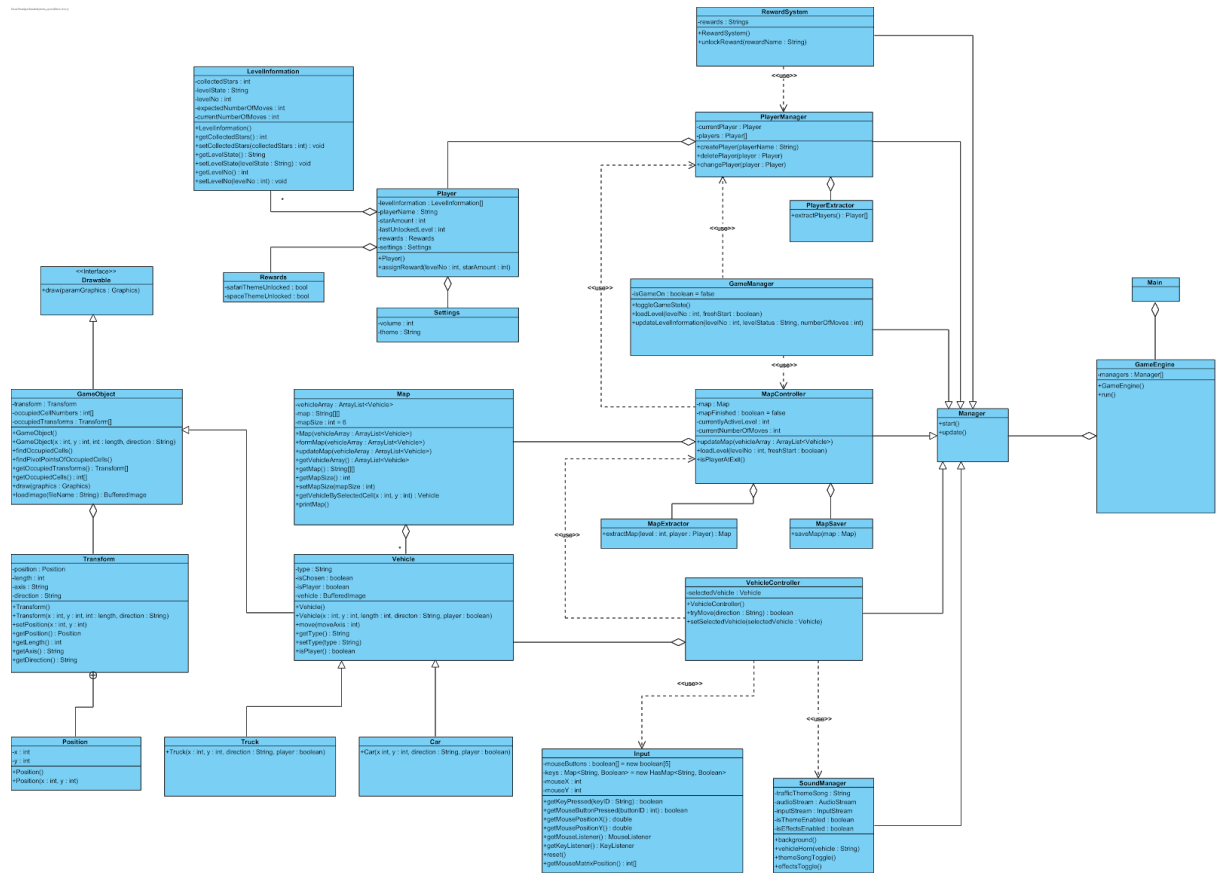 RewardSystem
-rewards : Strings
+RewardSystem()
+unlockReward(rewardName : String)
<<use>>
LevelInformation
-collectedStars : int
-levelState : String
-levelNo : int
-expectedNumberOfMoves : int
-currentNumberOfMoves : int
+LevelInformation()
+getCollectedStars() : int
+setCollectedStars(collectedStars : int) : void
+getLevelState() : String
+setLevelState(levelState : String) : void
+getLevelNo() : int
+setLevelNo(levelNo : int) : void
*
PlayerManager
-currentPlayer : Player
-players : Player[]
+createPlayer(playerName : String)
+deletePlayer(player : Player)
+changePlayer(player : Player)
PlayerExtractor
+extractPlayers() : Player[]
Player
-levelInformation : LevelInformation[]
-playerName : String
-starAmount : int
-lastUnlockedLevel : int
-rewards : Rewards
-settings : Settings
+Player()
+assignReward(levelNo : int, starAmount : int)
<<use>>
Rewards
-safariThemeUnlocked : bool
-spaceThemeUnlocked : bool
Settings
-volume : int
-theme : String
<<Interface>>
Drawable
+draw(paramGraphics : Graphics)
<<use>>
GameManager
-isGameOn : boolean = false
+toggleGameState()
+loadLevel(levelNo : int, freshStart : boolean)
+updateLevelInformation(levelNo : int, levelStatus : String, numberOfMoves : int)
<<use>>
Main
GameEngine
-managers : Manager[]
+GameEngine()
+run()
GameObject
-transform : Transform
-occupiedCellNumbers : int[]
-occupiedTransforms : Transform[]
+GameObject()
+GameObject(x : int, y : int, int : length, direction : String)
+findOccupiedCells()
+findPivotPointsOfOccupiedCells()
+getOccupiedTransforms() : Transform[]
+getOccupiedCells() : int[]
+draw(graphics : Graphics)
+loadImage(fileName : String) : BufferedImage
Map
-vehicleArray : ArrayList<Vehicle>
-map : String[][]
-mapSize : int = 6
+Map(vehicleArray : ArrayList<Vehicle>)
+formMap(vehicleArray : ArrayList<Vehicle>)
+updateMap(vehicleArray : ArrayList<Vehicle>)
+getVehicleArray() : ArrayList<Vehicle>
+getMap() : String[][]
+getMapSize() : int
+setMapSize(mapSize : int)
+getVehicleBySelectedCell(x : int, y : int) : Vehicle
+printMap()
*
MapController
-map : Map
-mapFinished : boolean = false
-currentlyActiveLevel : int
-currentNumberOfMoves : int
+updateMap(vehicleArray : ArrayList<Vehicle>)
+loadLevel(levelNo : int, freshStart : boolean)
+isPlayerAtExit()
Manager
+start()
+update()
MapExtractor
+extractMap(level : int, player : Player) : Map
MapSaver
+saveMap(map : Map)
<<use>>
Transform
-position : Position
-length : int
-axis : String
-direction : String
+Transform()
+Transform(x : int, y : int, int : length, direction : String)
+setPosition(x : int, y : int)
+getPosition() : Position
+getLength() : int
+getAxis() : String
+getDirection() : String
Vehicle
-type : String
-isChosen : boolean
-isPlayer : boolean
-vehicle : BufferedImage
+Vehicle()
+Vehicle(x : int, y : int, length : int, directon : String, player : boolean)
+move(moveAxis : int)
+getType() : String
+setType(type : String)
+isPlayer() : boolean
VehicleController
-selectedVehicle : Vehicle
+VehicleController()
+tryMove(direction : String) : boolean
+setSelectedVehicle(selectedVehicle : Vehicle)
<<use>>
<<use>>
Position
-x : int
-y : int
+Position()
+Position(x : int, y : int)
Truck
+Truck(x : int, y : int, direction : String, player : boolean)
Car
+Car(x int, y : int, direction : String, player : boolean)
Input
-mouseButtons : boolean[] = new boolean[5]
-keys : Map<String, Boolean> = new HasMap<String, Boolean>
-mouseX : int
-mouseY : int
+getKeyPressed(keyID : String) : boolean
+getMouseButtonPressed(buttonID : int) : boolean
+getMousePositionX() : double
+getMousePositionY() : double
+getMouseListener() : MouseListener
+getKeyListener() : KeyListener
+reset()
+getMouseMatrixPosition() : int[]
SoundManager
-trafficThemeSong : String
-audioStream : AudioStream
-inputStream : InputStream
-isThemeEnabled : boolean
-isEffectsEnabled : boolean
+background()
+vehicleHorn(vehicle : String)
+themeSongToggle()
+effectsToggle()